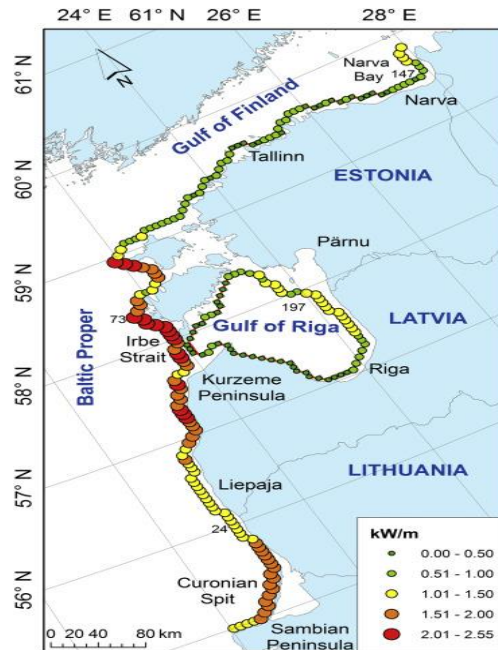 24° E
61° N
26° E
28° E
61° N
60° N
59° N
58° N
57° N
56° N
N
Narva
Bay
147
Narva
Gulf of Finland
Tallinn
ESTONIA
Pärnu
197
Gulf of Riga
LATVIA
73
Irbe
Strait
Baltic Proper
Riga
Kurzeme
Peninsula
LITHUANIA
Liepaja
24
Curonian
Spit
Sambian
Peninsula
kW/m
0.00 - 0.50
0.51 - 1.00
1.01 - 1.50
1.51 - 2.00
2.01 - 2.55
0 20 40 80 km